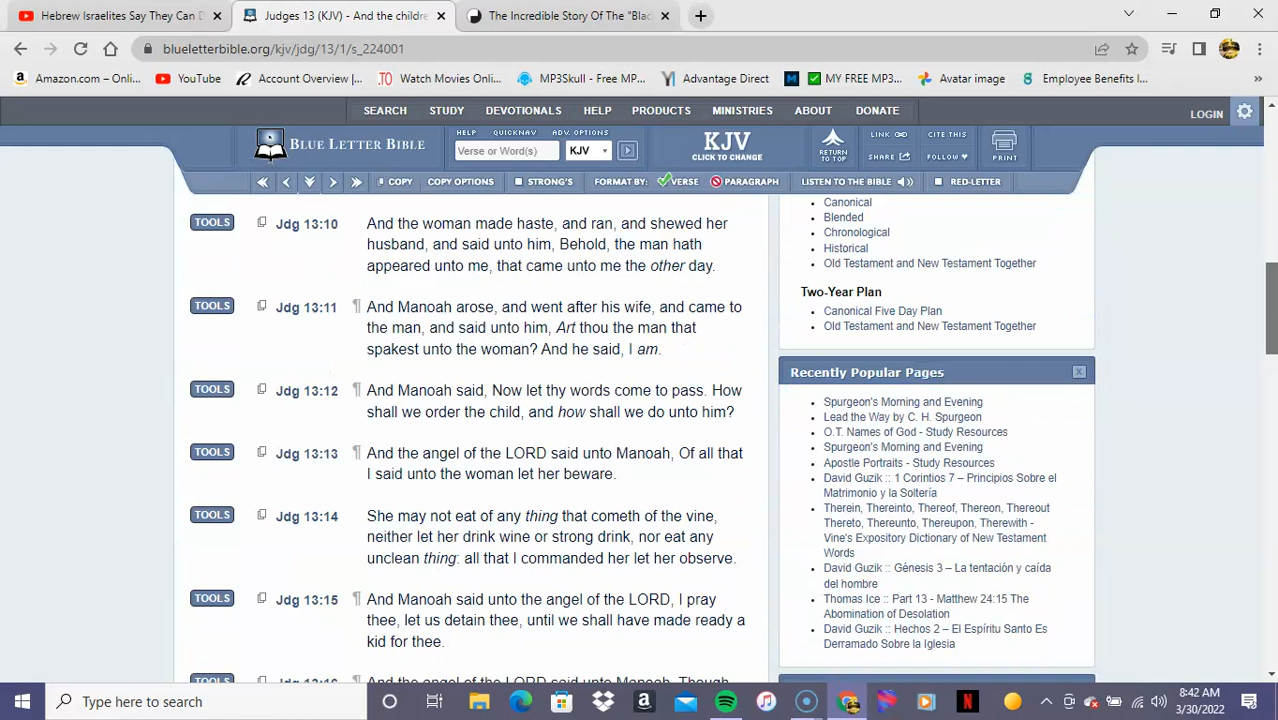 Hebrew Israelites Say They Can D
Judges 13 (KJV) - And the childre
The Incredible Story Of The "Blac
blueletterbible.org/kjv/jdg/13/1/s_224001
Amazon.com – Onli...
YouTube
Account Overview |...
.TO Watch Movies Onl...
MP3Skull - Free MP...
Advantage Direct
MY FREE MP3...
Avatar image
Employee Benefits I...
»
SEARCH STUDY DEVOTIONALS HELP PRODUCTS MINISTRIES ABOUT DONATE
LOGIN
BLUE LETTER BIBLE
HELP QUICKNAV ADV. OPTIONS
Verse or Word(s) KJV
KJV
CLICK TO CHANGE
RETURN
TO TOP
LINK CITE THIS
SHARE FOLLOW
PRINT
COPY COPY OPTIONS STRONG'S FORMAT BY: VERSE PARAGRAPH LISTEN TO THE BIBLE RED-LETTER
TOOLS Jdg 13:10 And the woman made haste, and ran, and shewed her
husband, and said unto him, Behold, the man hath
appeared unto me, that came unto me the other day.
TOOLS Jdg 13:11 ¶ And Manoah arose, and went after his wife, and came to
the man, and said unto him, Art thou the man that
spakest unto the woman? And he said, I am.
TOOLS Jdg 13:12 ¶ And Manoah said, Now let thy words come to pass. How
shall we order the child, and how shall we do unto him?
TOOLS Jdg 13:13 ¶ And the angel of the LORD said unto Manoah, Of all that
I said unto the woman let her beware.
TOOLS Jdg 13:14 She may not eat of any thing that cometh of the vine,
neither let her drink wine or strong drink, nor eat any
unclean thing: all that I commanded her let her observe.
TOOLS Jdg 13:15 ¶ And Manoah said unto the angel of the LORD, I pray
thee, let us detain thee, until we shall have made ready a
kid for thee.
And the angel of the LORD said unto Manoah, Though
Canonical
Blended
Chronological
Historical
Old Testament and New Testament Together
Two-Year Plan
Canonical Five Day Plan
Old Testament and New Testament Together
Recently Popular Pages
Spurgeon's Morning and Evening
Lead the Way by C. H. Spurgeon
O.T. Names of God - Study Resources
Spurgeon's Morning and Evening
Apostle Portraits - Study Resources
David Guzik :: 1 Corintios 7 – Principios Sobre el
Matrimonio y la Soltería
Therein, Thereinto, Thereof, Thereon, Thereout
Thereto, Thereunto, Thereupon, Therewith -
Vine's Expository Dictionary of New Testament
Words
David Guzik :: Génesis 3 – La tentación y caída
del hombre
Thomas Ice :: Part 13 - Matthew 24:15 The
Abomination of Desolation
David Guzik :: Hechos 2 – El Espíritu Santo Es
Derramado Sobre la Iglesia
Type here to search
8:42 AM
3/30/2022